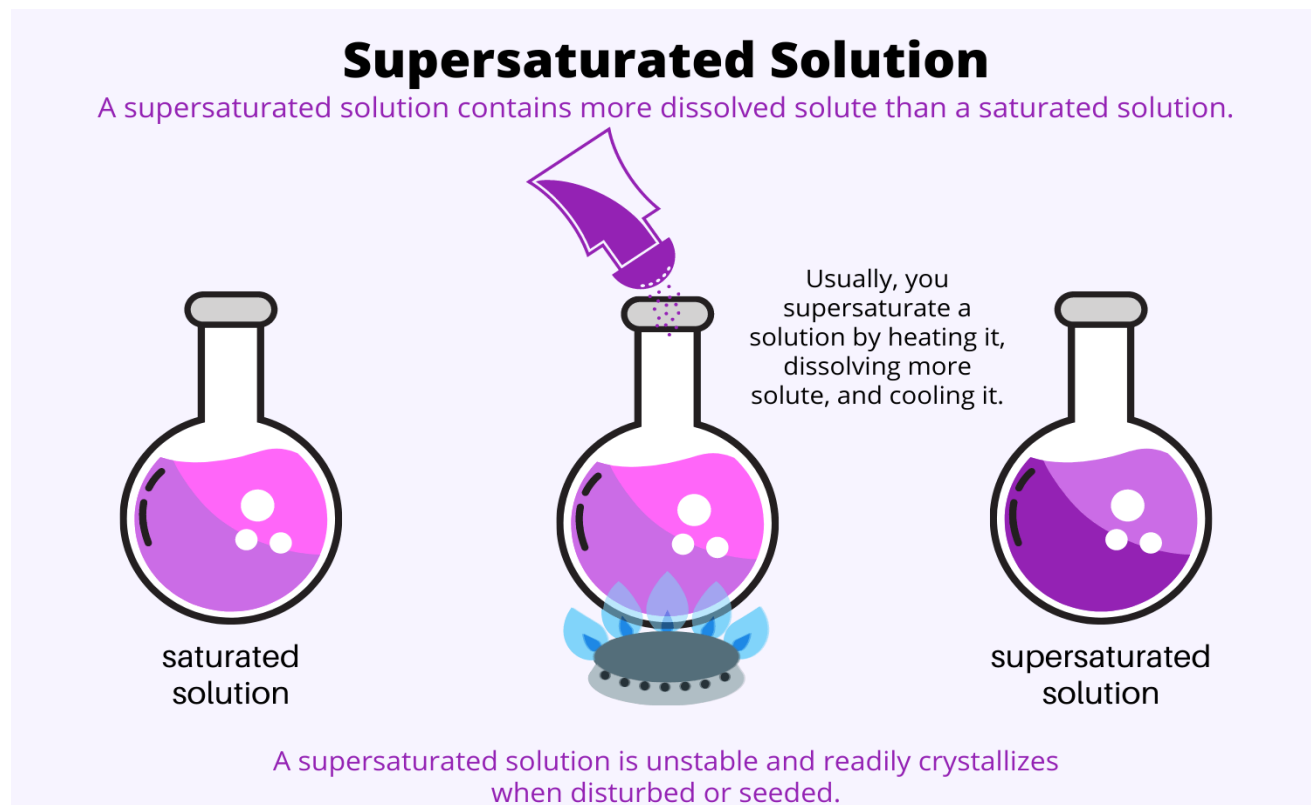 Supersaturated Solution
A supersaturated solution contains more dissolved solute than a saturated solution.
Usually, you
supersaturate a
solution by heating it,
dissolving more
solute, and cooling it.
saturated
solution
supersaturated
solution
A supersaturated solution is unstable and readily crystallizes
when disturbed or seeded.